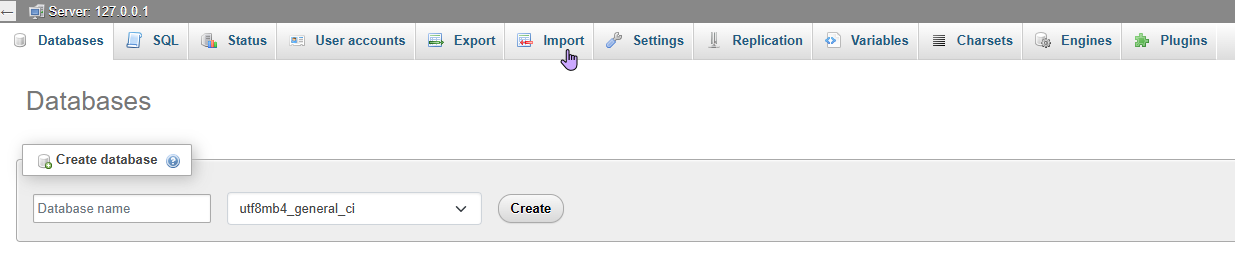 Server: 127.0.0.1
Databases SQL Status User accounts Export Import Settings Replication Variables Charsets Engines Plugins
Databases
Create database
Database name utf8mb4_general_ci Create